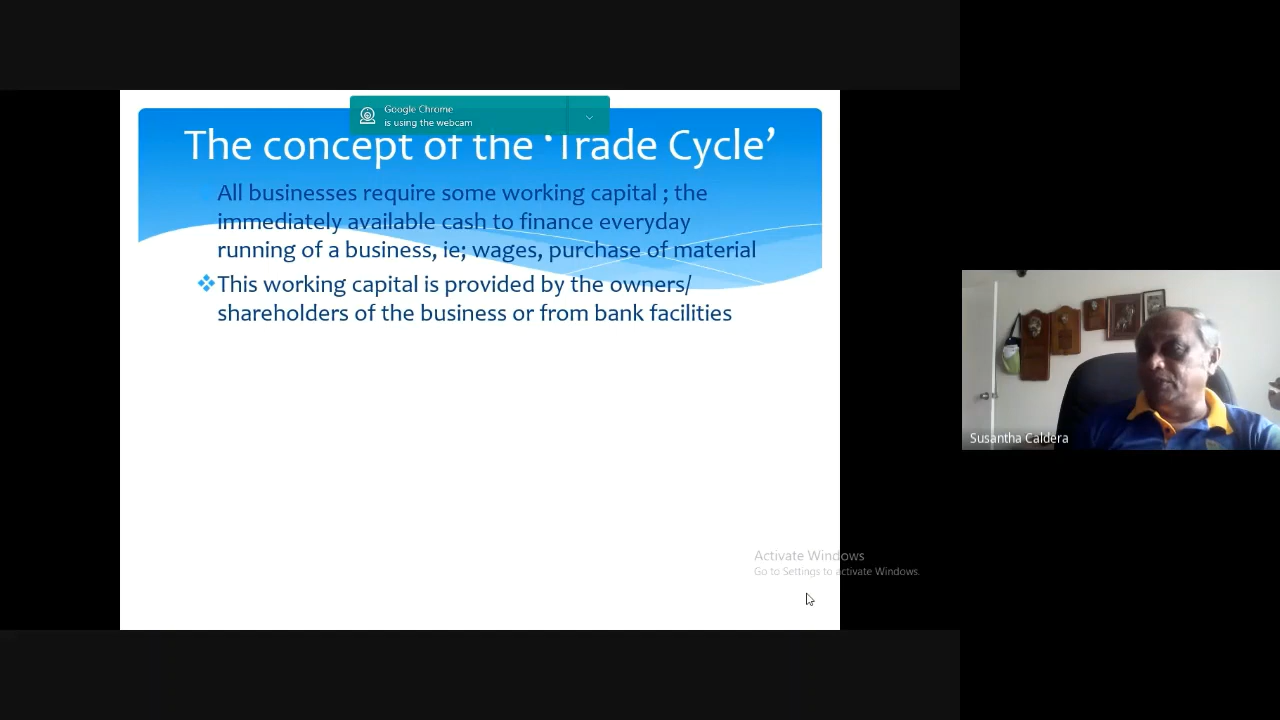 Google Chrome
is using the webcam
The concept of the ‘Trade Cycle’
All businesses require some working capital ; the
immediately available cash to finance everyday
running of a business, ie; wages, purchase of material
This working capital is provided by the owners/
shareholders of the business or from bank facilities
Susantha Caldera
Activate Windows
Go to Settings to activate Windows.